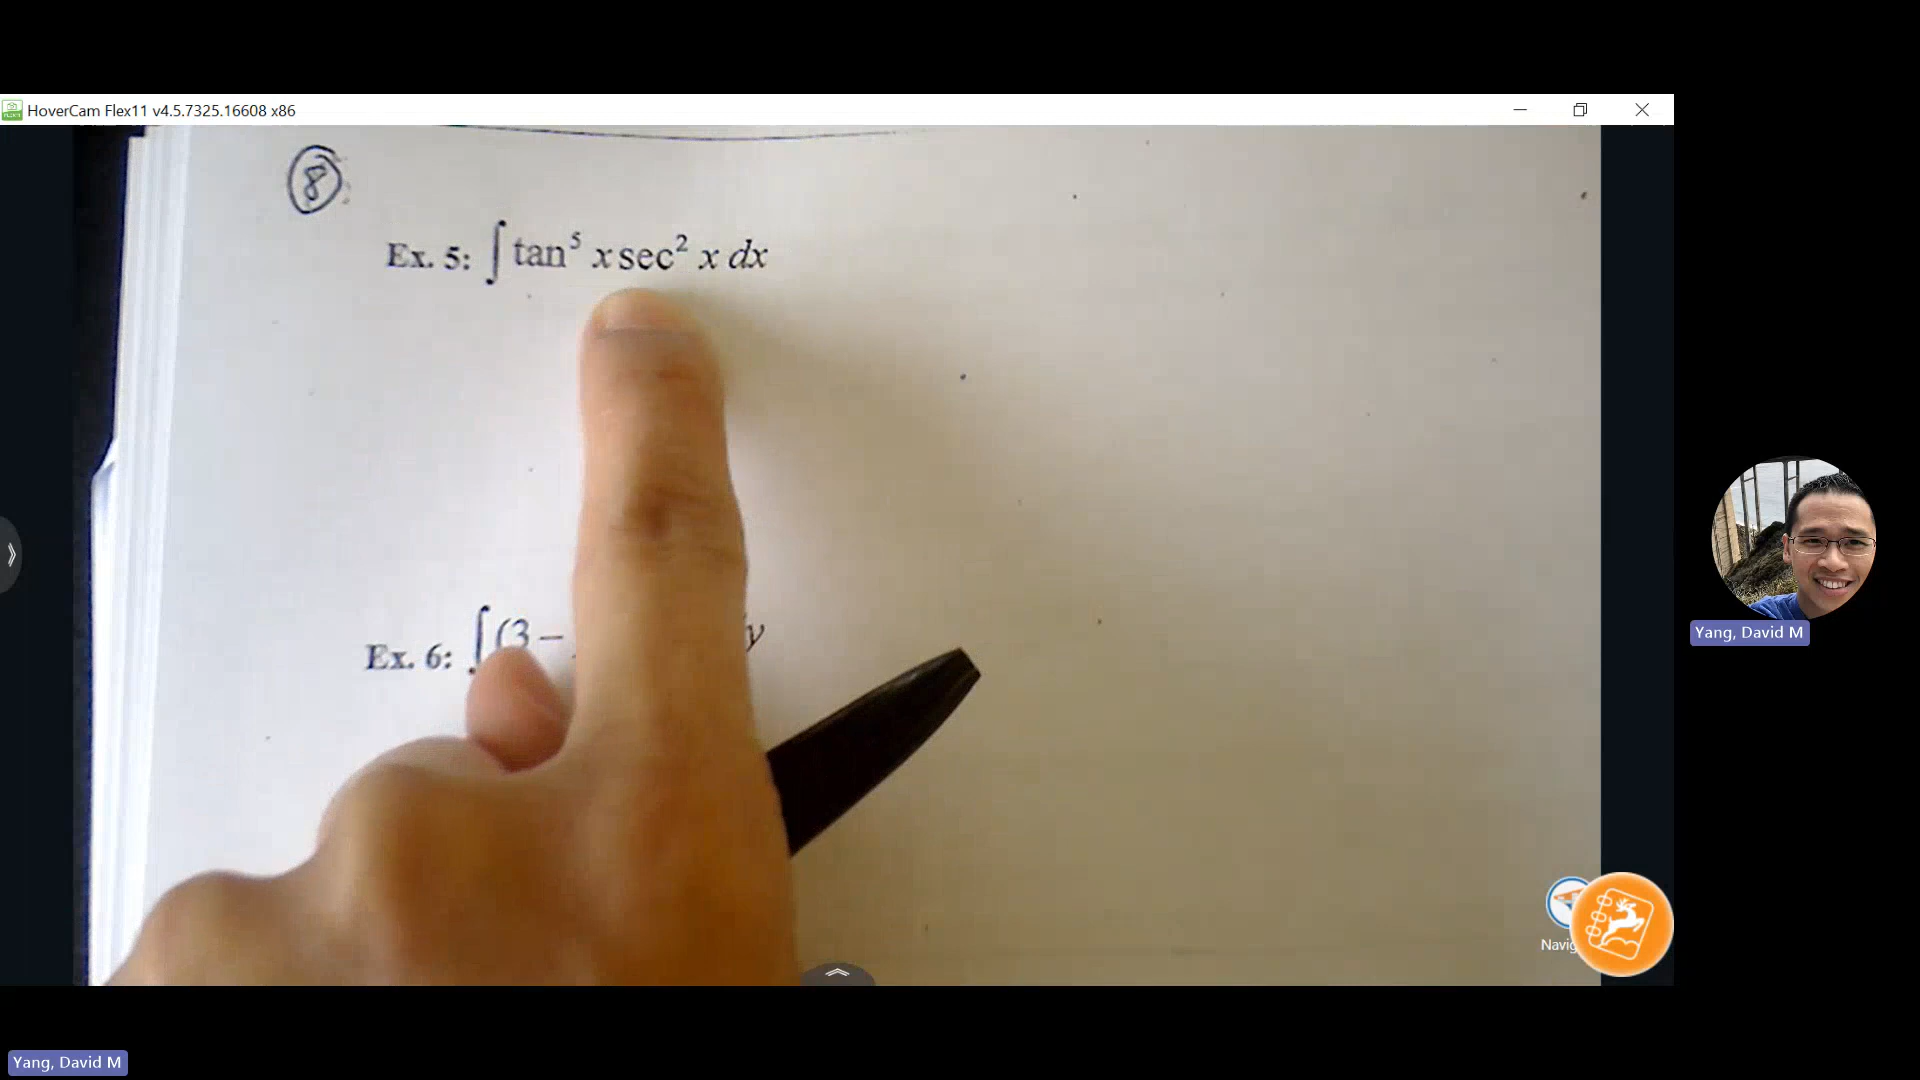 HoverCam Flex11 v4.5.7325.16608 x86
8
Ex. 5: ∫ tan⁵ x sec² x dx
Ex. 6: ∫ (3 − y
Yang, David M
Navig
Yang, David M